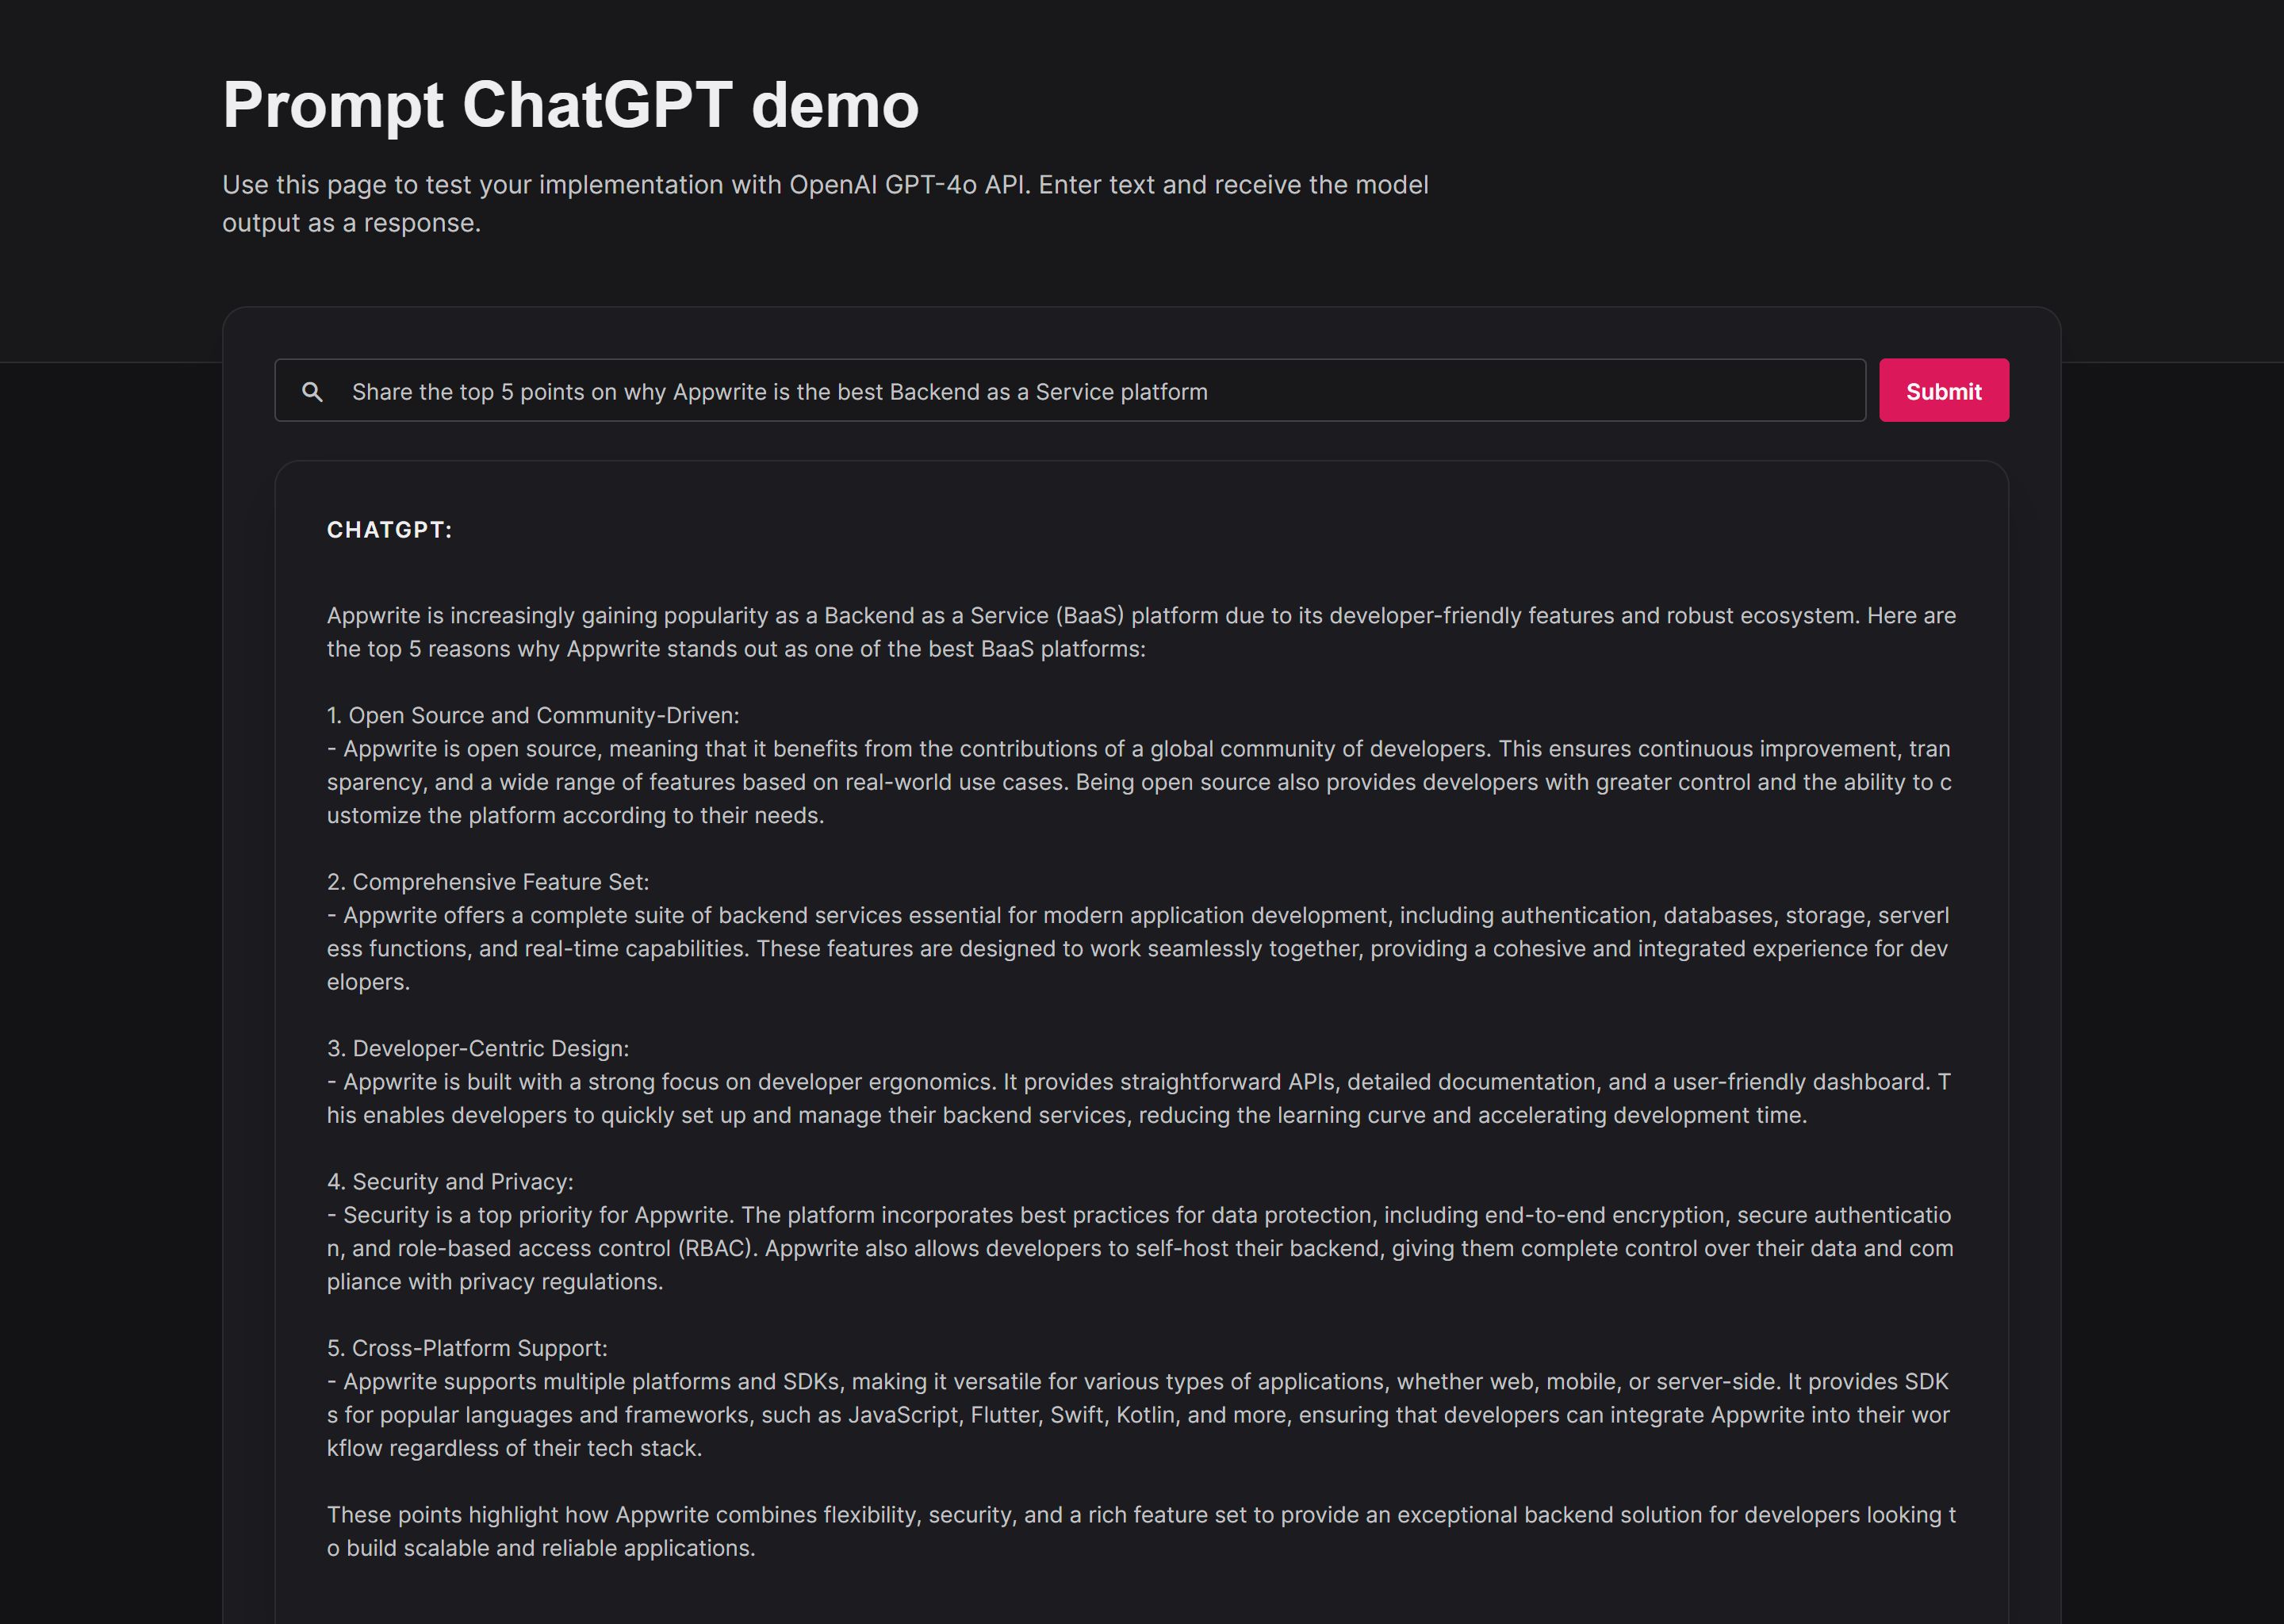 Prompt ChatGPT demo
Use this page to test your implementation with OpenAI GPT-4o API. Enter text and receive the model
output as a response.
Share the top 5 points on why Appwrite is the best Backend as a Service platform
Submit
CHATGPT:
Appwrite is increasingly gaining popularity as a Backend as a Service (BaaS) platform due to its developer-friendly features and robust ecosystem. Here are
the top 5 reasons why Appwrite stands out as one of the best BaaS platforms:
1. Open Source and Community-Driven:
- Appwrite is open source, meaning that it benefits from the contributions of a global community of developers. This ensures continuous improvement, tran
sparency, and a wide range of features based on real-world use cases. Being open source also provides developers with greater control and the ability to c
ustomize the platform according to their needs.
2. Comprehensive Feature Set:
- Appwrite offers a complete suite of backend services essential for modern application development, including authentication, databases, storage, serverl
ess functions, and real-time capabilities. These features are designed to work seamlessly together, providing a cohesive and integrated experience for dev
elopers.
3. Developer-Centric Design:
- Appwrite is built with a strong focus on developer ergonomics. It provides straightforward APIs, detailed documentation, and a user-friendly dashboard. T
his enables developers to quickly set up and manage their backend services, reducing the learning curve and accelerating development time.
4. Security and Privacy:
- Security is a top priority for Appwrite. The platform incorporates best practices for data protection, including end-to-end encryption, secure authenticatio
n, and role-based access control (RBAC). Appwrite also allows developers to self-host their backend, giving them complete control over their data and com
pliance with privacy regulations.
5. Cross-Platform Support:
- Appwrite supports multiple platforms and SDKs, making it versatile for various types of applications, whether web, mobile, or server-side. It provides SDK
s for popular languages and frameworks, such as JavaScript, Flutter, Swift, Kotlin, and more, ensuring that developers can integrate Appwrite into their wor
kflow regardless of their tech stack.
These points highlight how Appwrite combines flexibility, security, and a rich feature set to provide an exceptional backend solution for developers looking t
o build scalable and reliable applications.